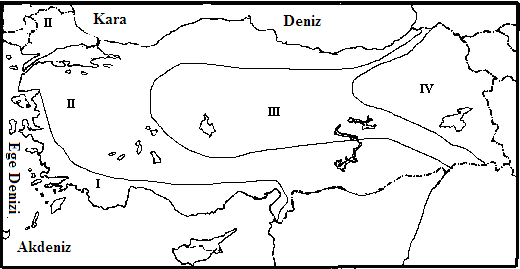 Kara
Deniz
II
II
III
IV
I
Ege Denizi
Akdeniz